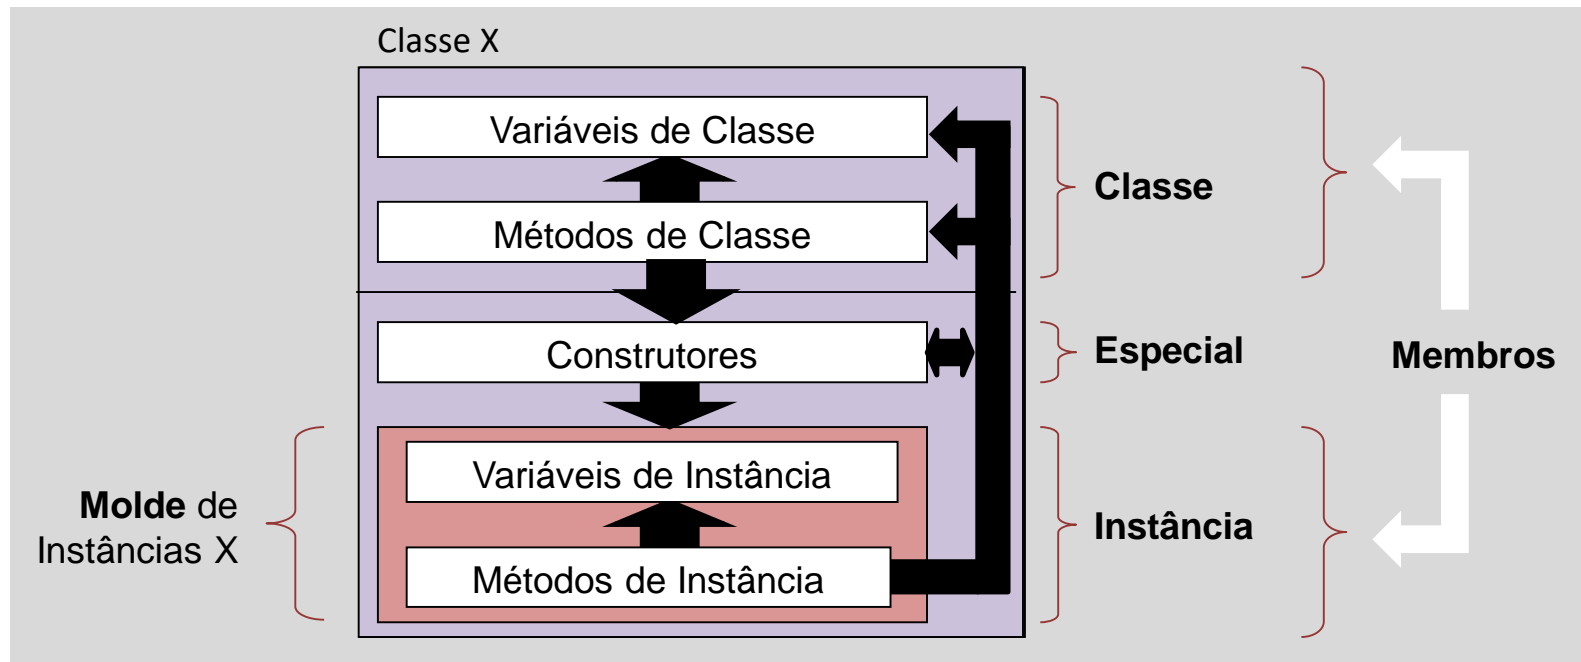 Classe X
Variáveis de Classe
Métodos de Classe
Classe
Construtores
Especial
Membros
Variáveis de Instância
Molde de
Instâncias X
Instância
Métodos de Instância